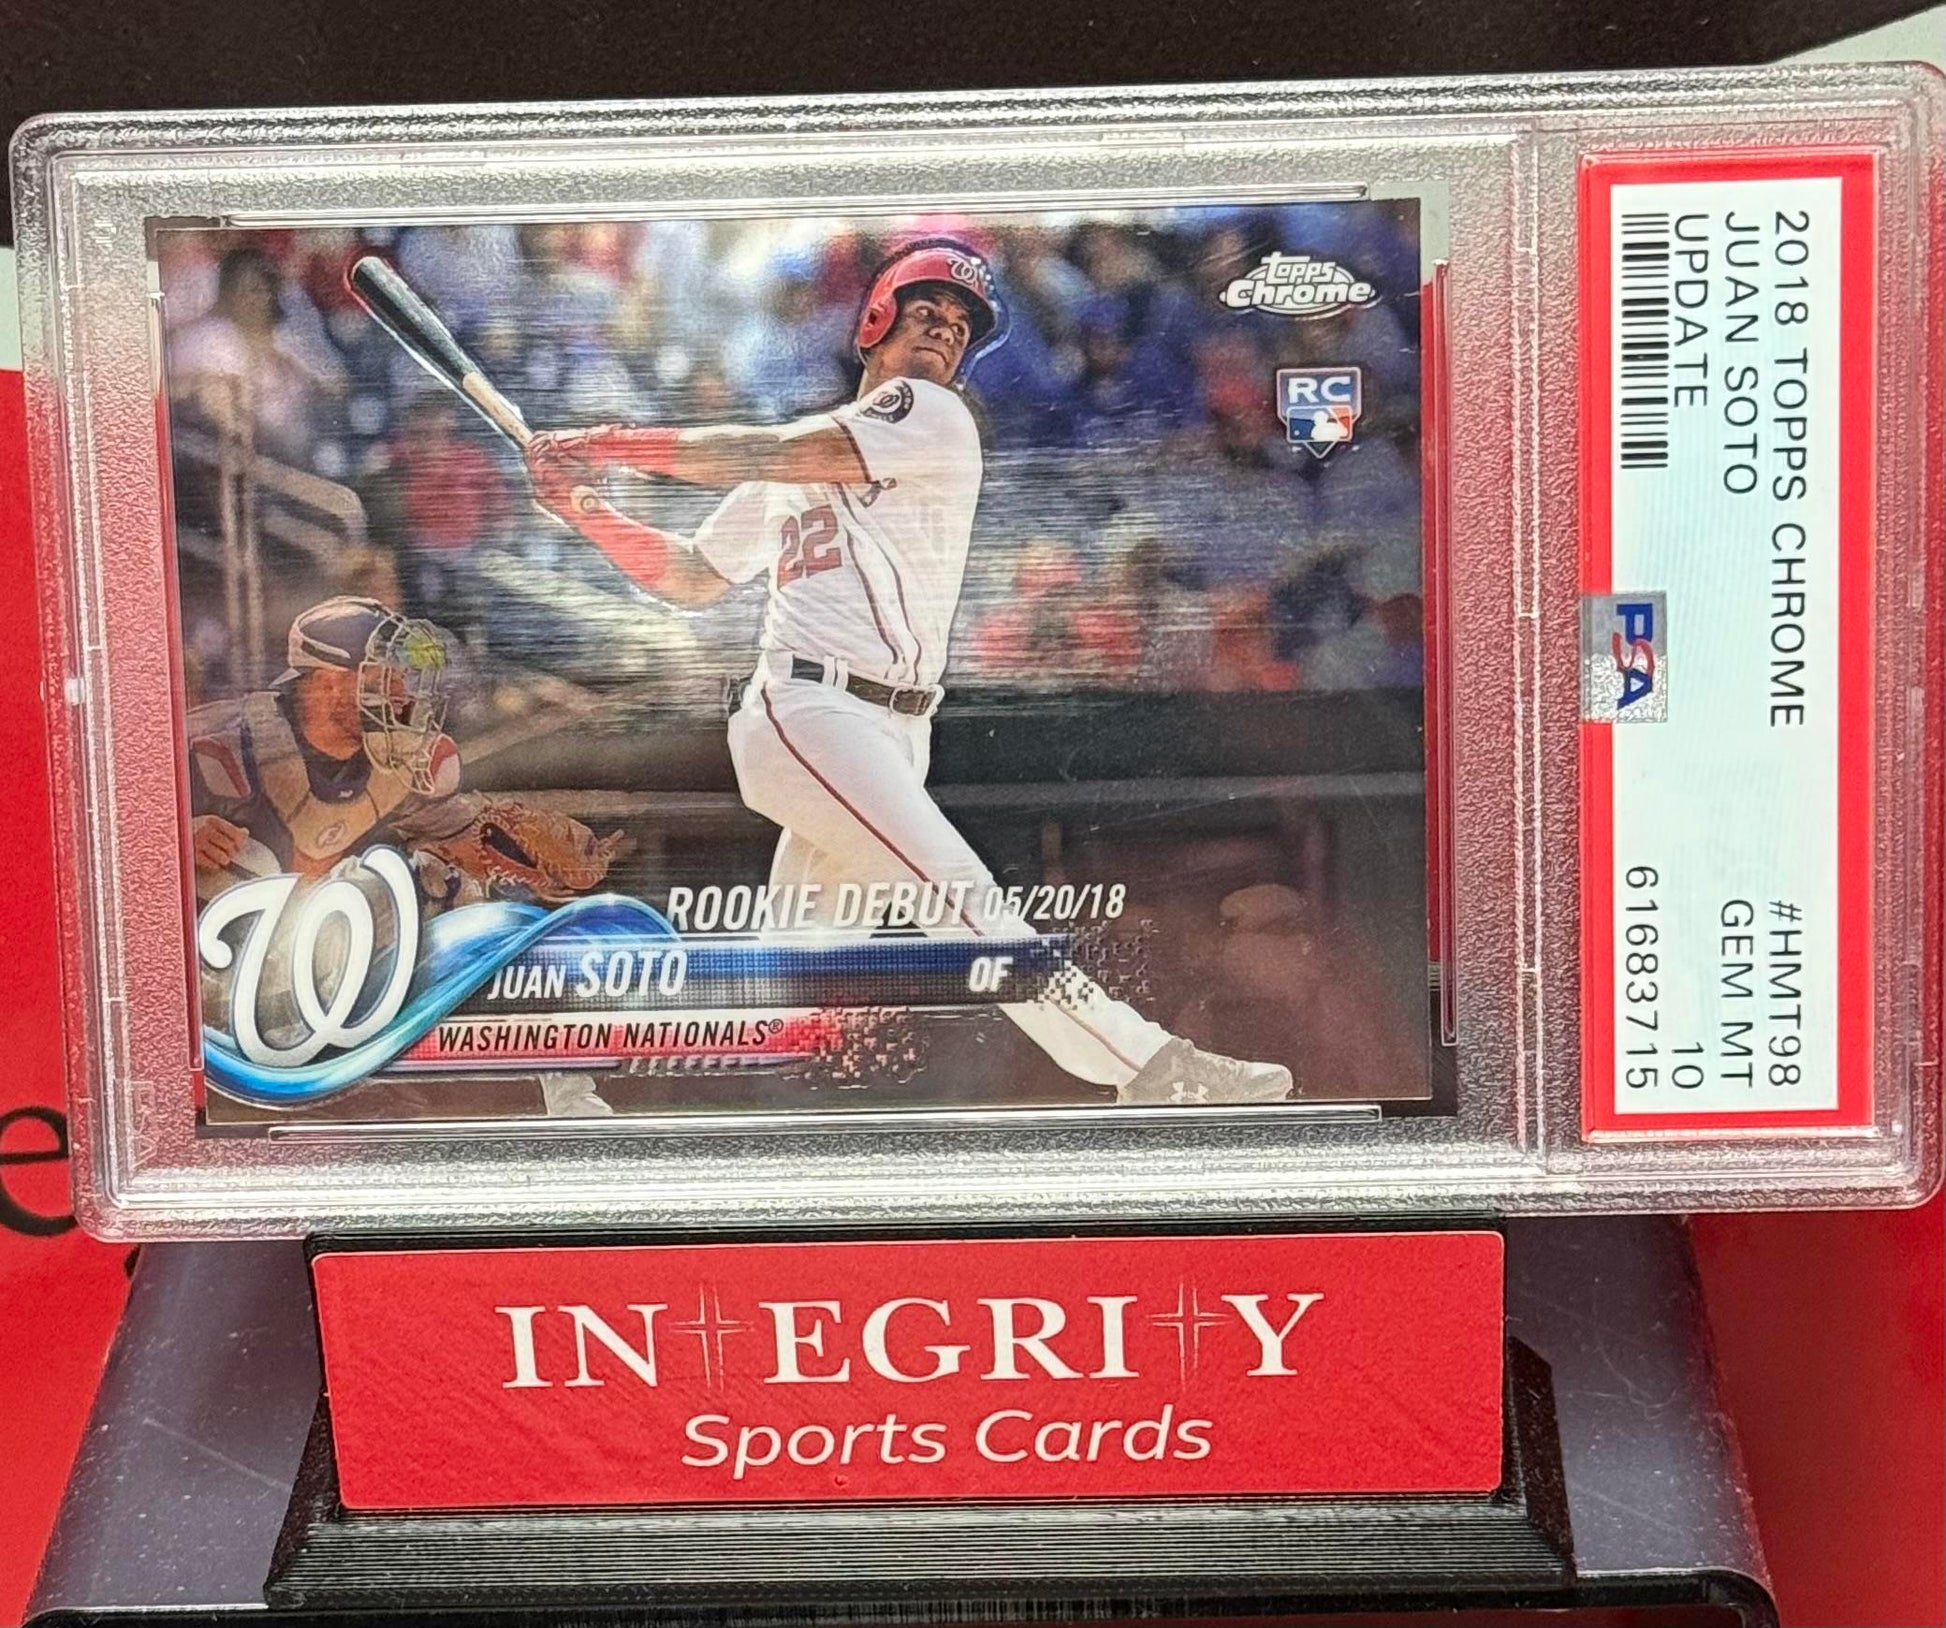 Topps
Chrome
RC
22
ROOKIE DEBUT 05/20/18
JUAN SOTO OF
WASHINGTON NATIONALS®
W
2018 TOPPS CHROME #HMT98
JUAN SOTO GEM MT
UPDATE 10
PSA 61683715
INTEGRITY
Sports Cards
e